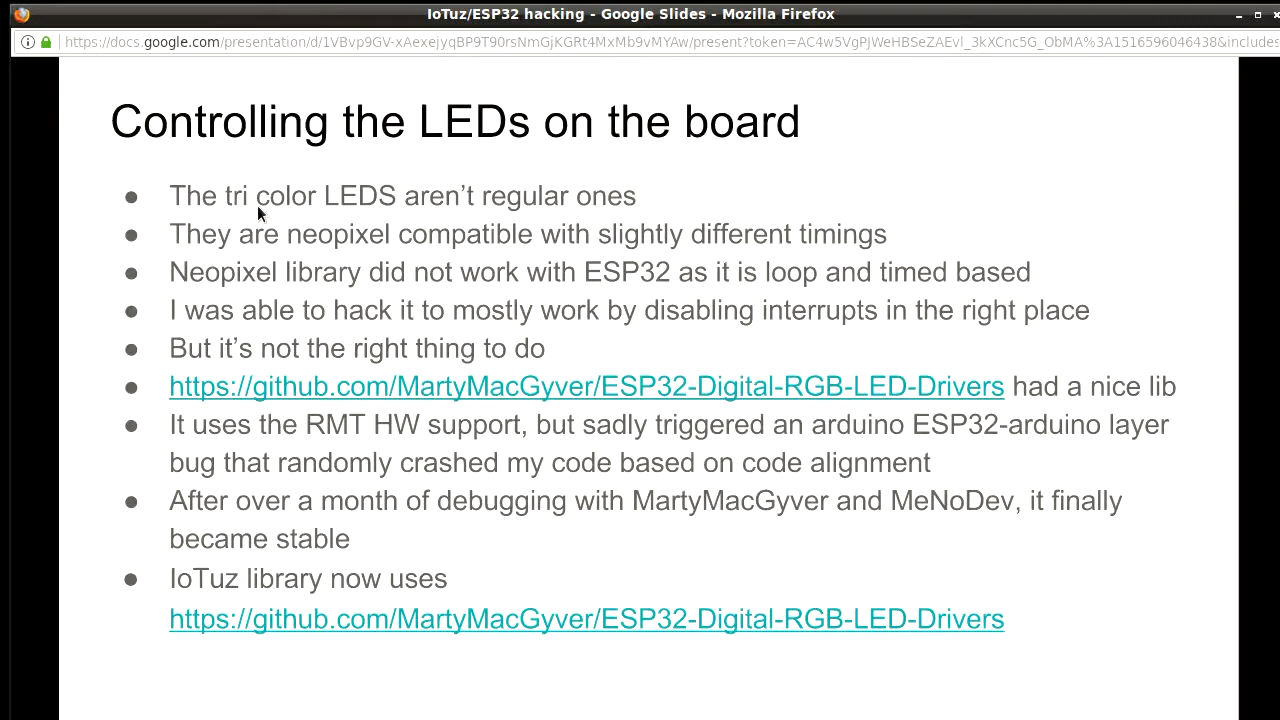 IoTuz/ESP32 hacking - Google Slides - Mozilla Firefox
https://docs.google.com/presentation/d/1VBvp9GV-xAexejyqBP9T90rsNmGjKGRt4MxMb9vMYAw/present?token=AC4w5VgPJWeHBSeZAEvl_3kXCnc5G_ObMA%3A1516596046438&includes
Controlling the LEDs on the board
● The tri color LEDS aren’t regular ones
● They are neopixel compatible with slightly different timings
● Neopixel library did not work with ESP32 as it is loop and timed based
● I was able to hack it to mostly work by disabling interrupts in the right place
● But it’s not the right thing to do
● https://github.com/MartyMacGyver/ESP32-Digital-RGB-LED-Drivers had a nice lib
● It uses the RMT HW support, but sadly triggered an arduino ESP32-arduino layer
bug that randomly crashed my code based on code alignment
● After over a month of debugging with MartyMacGyver and MeNoDev, it finally
became stable
● IoTuz library now uses
https://github.com/MartyMacGyver/ESP32-Digital-RGB-LED-Drivers